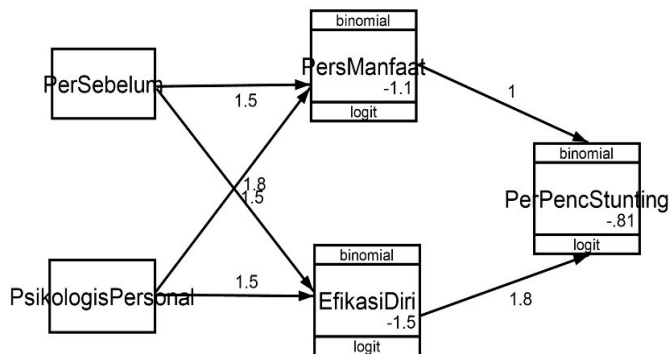 binomial
PersManfaat
-1.1
logit
PerSebelum
1.5
1
binomial
PerPencStunting
-.81
logit
1.8
1.5
binomial
EfikasiDiri
-1.5
logit
PsikologisPersonal
1.5
1.8